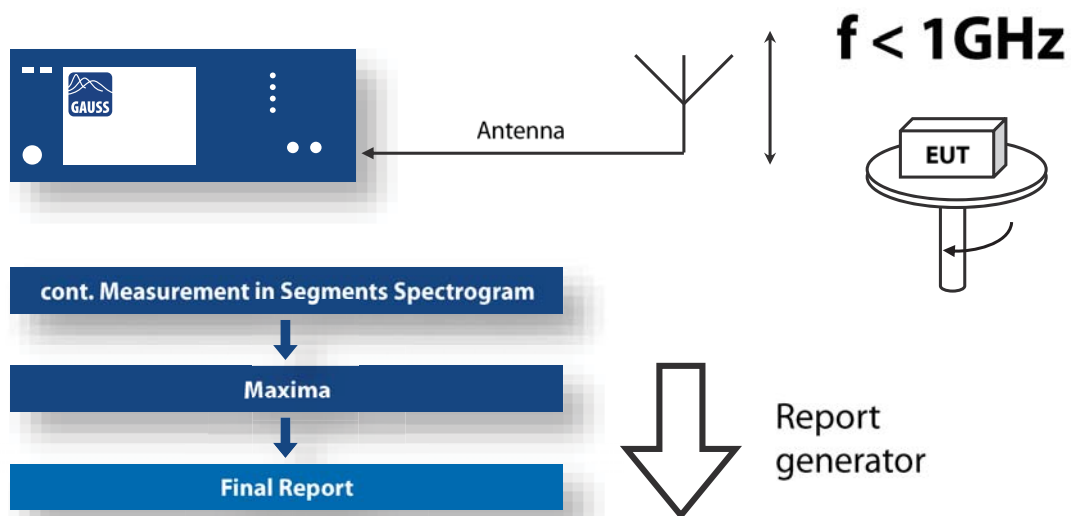 f < 1GHz
GAUSS
Antenna
EUT
cont. Measurement in Segments Spectrogram
Maxima
Final Report
Report
generator